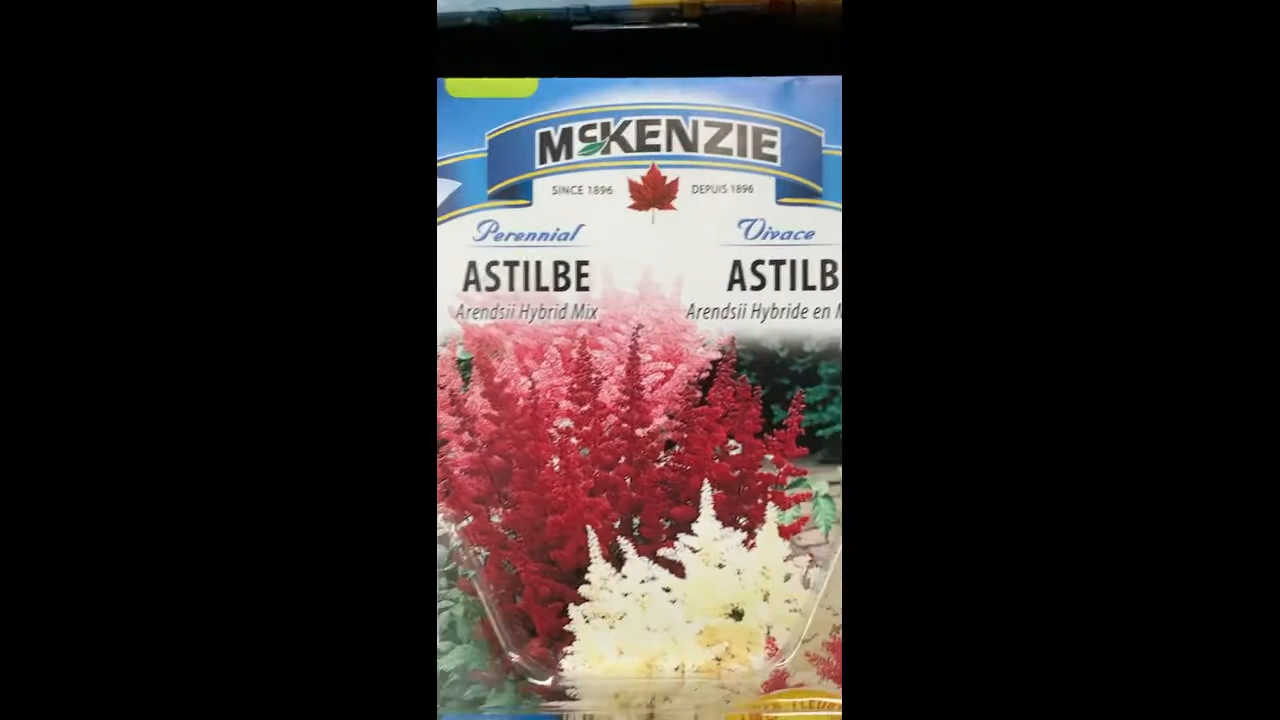 McKENZIE
SINCE 1896 DEPUIS 1896
Perennial Vivace
ASTILBE ASTILB
Arendsii Hybrid Mix Arendsii Hybride en